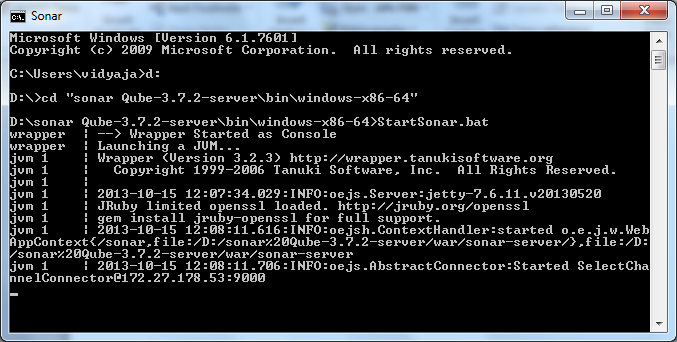 Sonar
Microsoft Windows [Version 6.1.7601]
Copyright (c) 2009 Microsoft Corporation.  All rights reserved.
C:\Users\vidyaja>d:
D:\>cd "sonar Qube-3.7.2-server\bin\windows-x86-64"
D:\sonar Qube-3.7.2-server\bin\windows-x86-64>StartSonar.bat
wrapper  | --> Wrapper Started as Console
wrapper  | Launching a JVM...
jvm 1    | Wrapper (Version 3.2.3) http://wrapper.tanukisoftware.org
jvm 1    |   Copyright 1999-2006 Tanuki Software, Inc.  All Rights Reserved.
jvm 1    |
jvm 1    | 2013-10-15 12:07:34.029:INFO:oejs.Server:jetty-7.6.11.v20130520
jvm 1    | JRuby limited openssl loaded. http://jruby.org/openssl
jvm 1    | gem install jruby-openssl for full support.
jvm 1    | 2013-10-15 12:08:11.616:INFO:oejsh.ContextHandler:started o.e.j.w.Web
AppContext{/sonar,file:/D:/sonar%20Qube-3.7.2-server/war/sonar-server/},file:/D:
/sonar%20Qube-3.7.2-server/war/sonar-server
jvm 1    | 2013-10-15 12:08:11.706:INFO:oejs.AbstractConnector:Started SelectCha
nnelConnector@172.27.178.53:9000